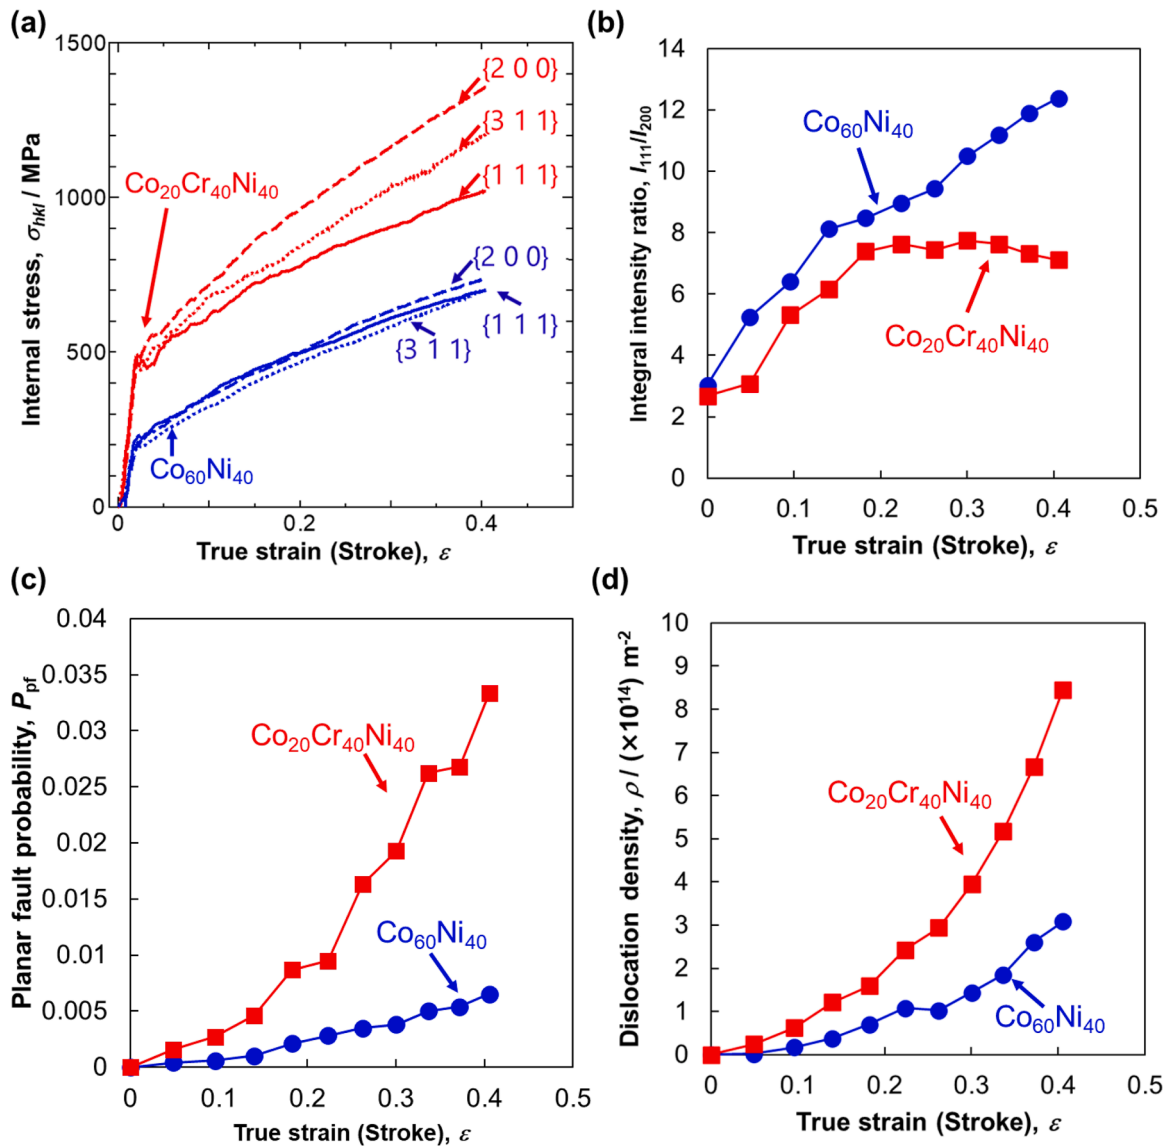 (a)
1500
1000
500
0
0
0.2
0.4
Internal stress, σhkl / MPa
True strain (Stroke), ε
{2 0 0}
{3 1 1}
{1 1 1}
Co20Cr40Ni40
{2 0 0}
{1 1 1}
{3 1 1}
Co60Ni40
(b)
14
12
10
8
6
4
2
0
0
0.1
0.2
0.3
0.4
0.5
Integral intensity ratio, I111/I200
True strain (Stroke), ε
Co60Ni40
Co20Cr40Ni40
(c)
0.04
0.035
0.03
0.025
0.02
0.015
0.01
0.005
0
0
0.1
0.2
0.3
0.4
0.5
Planar fault probability, Ppf
True strain (Stroke), ε
Co20Cr40Ni40
Co60Ni40
(d)
10
9
8
7
6
5
4
3
2
1
0
0
0.1
0.2
0.3
0.4
0.5
Dislocation density, ρ / (×10¹⁴) m⁻²
True strain (Stroke), ε
Co20Cr40Ni40
Co60Ni40